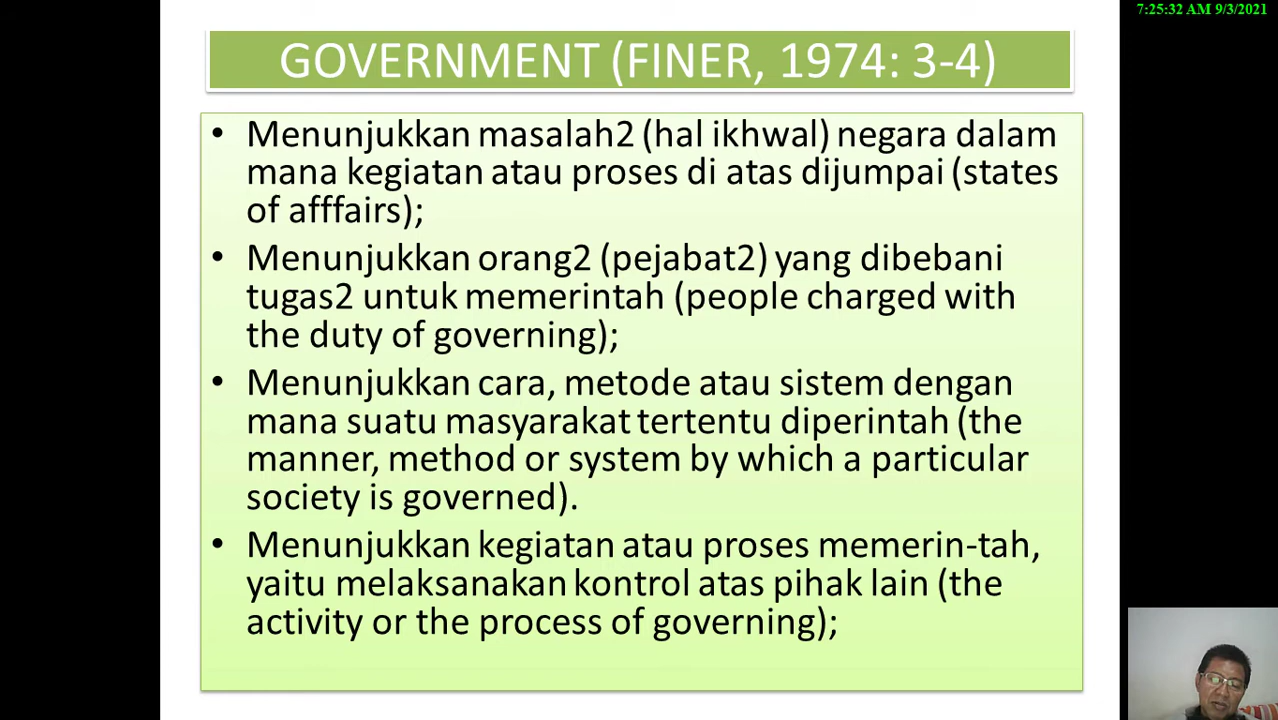 7:25:32 AM 9/3/2021
GOVERNMENT (FINER, 1974: 3-4)
• Menunjukkan masalah2 (hal ikhwal) negara dalam
mana kegiatan atau proses di atas dijumpai (states
of afffairs);
• Menunjukkan orang2 (pejabat2) yang dibebani
tugas2 untuk memerintah (people charged with
the duty of governing);
• Menunjukkan cara, metode atau sistem dengan
mana suatu masyarakat tertentu diperintah (the
manner, method or system by which a particular
society is governed).
• Menunjukkan kegiatan atau proses memerin-tah,
yaitu melaksanakan kontrol atas pihak lain (the
activity or the process of governing);